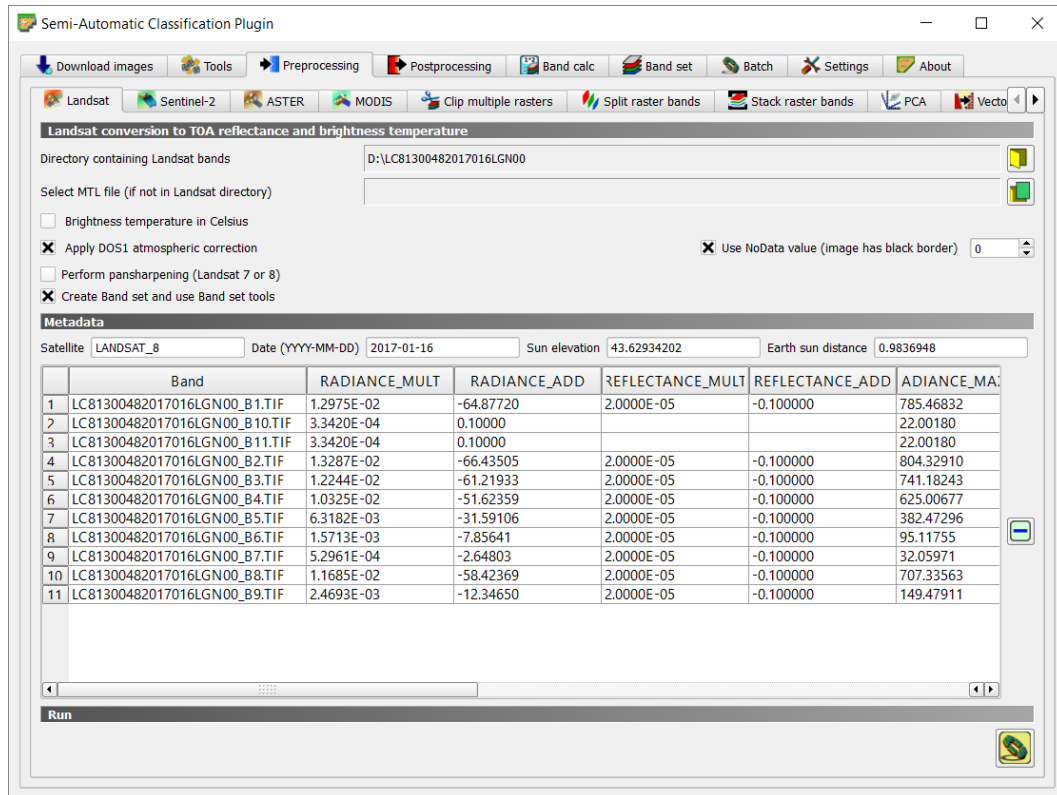 Semi-Automatic Classification Plugin
Download images Tools Preprocessing Postprocessing Band calc Band set Batch Settings About
Landsat Sentinel-2 ASTER MODIS Clip multiple rasters Split raster bands Stack raster bands PCA Vecto
Landsat conversion to TOA reflectance and brightness temperature
Directory containing Landsat bands D:\LC81300482017016LGN00
Select MTL file (if not in Landsat directory)
Brightness temperature in Celsius
Apply DOS1 atmospheric correction Use NoData value (image has black border) 0
Perform pansharpening (Landsat 7 or 8)
Create Band set and use Band set tools
Metadata
Satellite LANDSAT_8 Date (YYYY-MM-DD) 2017-01-16 Sun elevation 43.62934202 Earth sun distance 0.9836948
Band RADIANCE_MULT RADIANCE_ADD REFLECTANCE_MULT REFLECTANCE_ADD ADIANCE_MA
1 LC81300482017016LGN00_B1.TIF 1.2975E-02 -64.87720 2.0000E-05 -0.100000 785.46832
2 LC81300482017016LGN00_B10.TIF 3.3420E-04 0.10000 22.00180
3 LC81300482017016LGN00_B11.TIF 3.3420E-04 0.10000 22.00180
4 LC81300482017016LGN00_B2.TIF 1.3287E-02 -66.43505 2.0000E-05 -0.100000 804.32910
5 LC81300482017016LGN00_B3.TIF 1.2244E-02 -61.21933 2.0000E-05 -0.100000 741.18243
6 LC81300482017016LGN00_B4.TIF 1.0325E-02 -51.62359 2.0000E-05 -0.100000 625.00677
7 LC81300482017016LGN00_B5.TIF 6.3182E-03 -31.59106 2.0000E-05 -0.100000 382.47296
8 LC81300482017016LGN00_B6.TIF 1.5713E-03 -7.85641 2.0000E-05 -0.100000 95.11755
9 LC81300482017016LGN00_B7.TIF 5.2961E-04 -2.64803 2.0000E-05 -0.100000 32.05971
10 LC81300482017016LGN00_B8.TIF 1.1685E-02 -58.42369 2.0000E-05 -0.100000 707.33563
11 LC81300482017016LGN00_B9.TIF 2.4693E-03 -12.34650 2.0000E-05 -0.100000 149.47911
Run